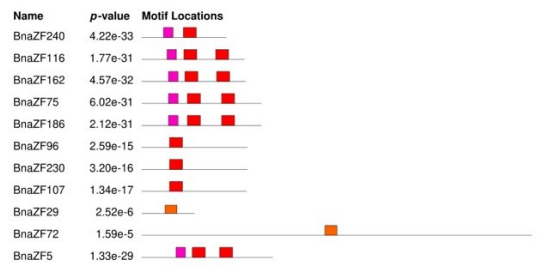 Name p-value Motif Locations
BnaZF240 4.22e-33
BnaZF116 1.77e-31
BnaZF162 4.57e-32
BnaZF75 6.02e-31
BnaZF186 2.12e-31
BnaZF96 2.59e-15
BnaZF230 3.20e-16
BnaZF107 1.34e-17
BnaZF29 2.52e-6
BnaZF72 1.59e-5
BnaZF5 1.33e-29